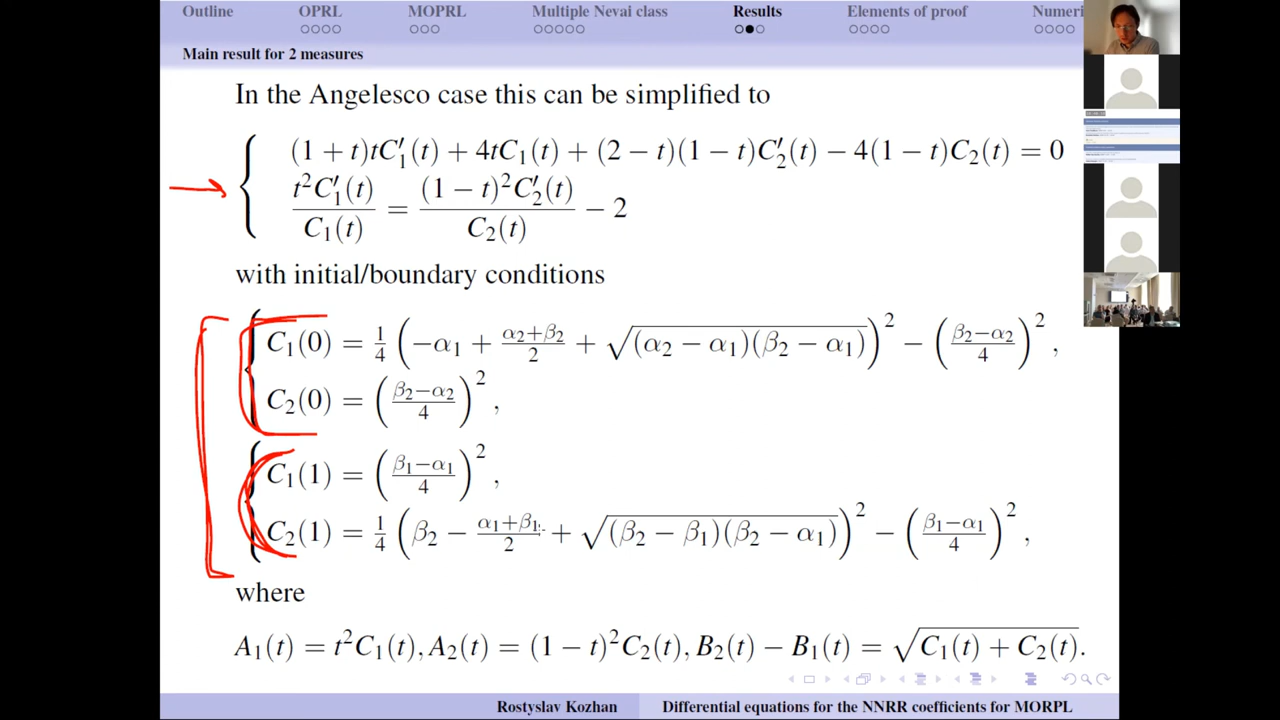 Outline OPRL MOPRL Multiple Nevai class Results Elements of proof Numeri
Main result for 2 measures
In the Angelesco case this can be simplified to
(1 + t)tC′₁(t) + 4tC₁(t) + (2 − t)(1 − t)C′₂(t) − 4(1 − t)C₂(t) = 0
t²C′₁(t)/C₁(t) = (1 − t)²C′₂(t)/C₂(t) − 2
with initial/boundary conditions
C₁(0) = 1/4 (−α₁ + (α₂+β₂)/2 + √((α₂ − α₁)(β₂ − α₁)))² − ((β₂−α₂)/4)²,
C₂(0) = ((β₂−α₂)/4)²,
C₁(1) = ((β₁−α₁)/4)²,
C₂(1) = 1/4 (β₂ − (α₁+β₁)/2 + √((β₂ − β₁)(β₂ − α₁)))² − ((β₁−α₁)/4)²,
where
A₁(t) = t²C₁(t), A₂(t) = (1 − t)²C₂(t), B₂(t) − B₁(t) = √(C₁(t) + C₂(t)).
Rostyslav Kozhan Differential equations for the NNRR coefficients for MORPL